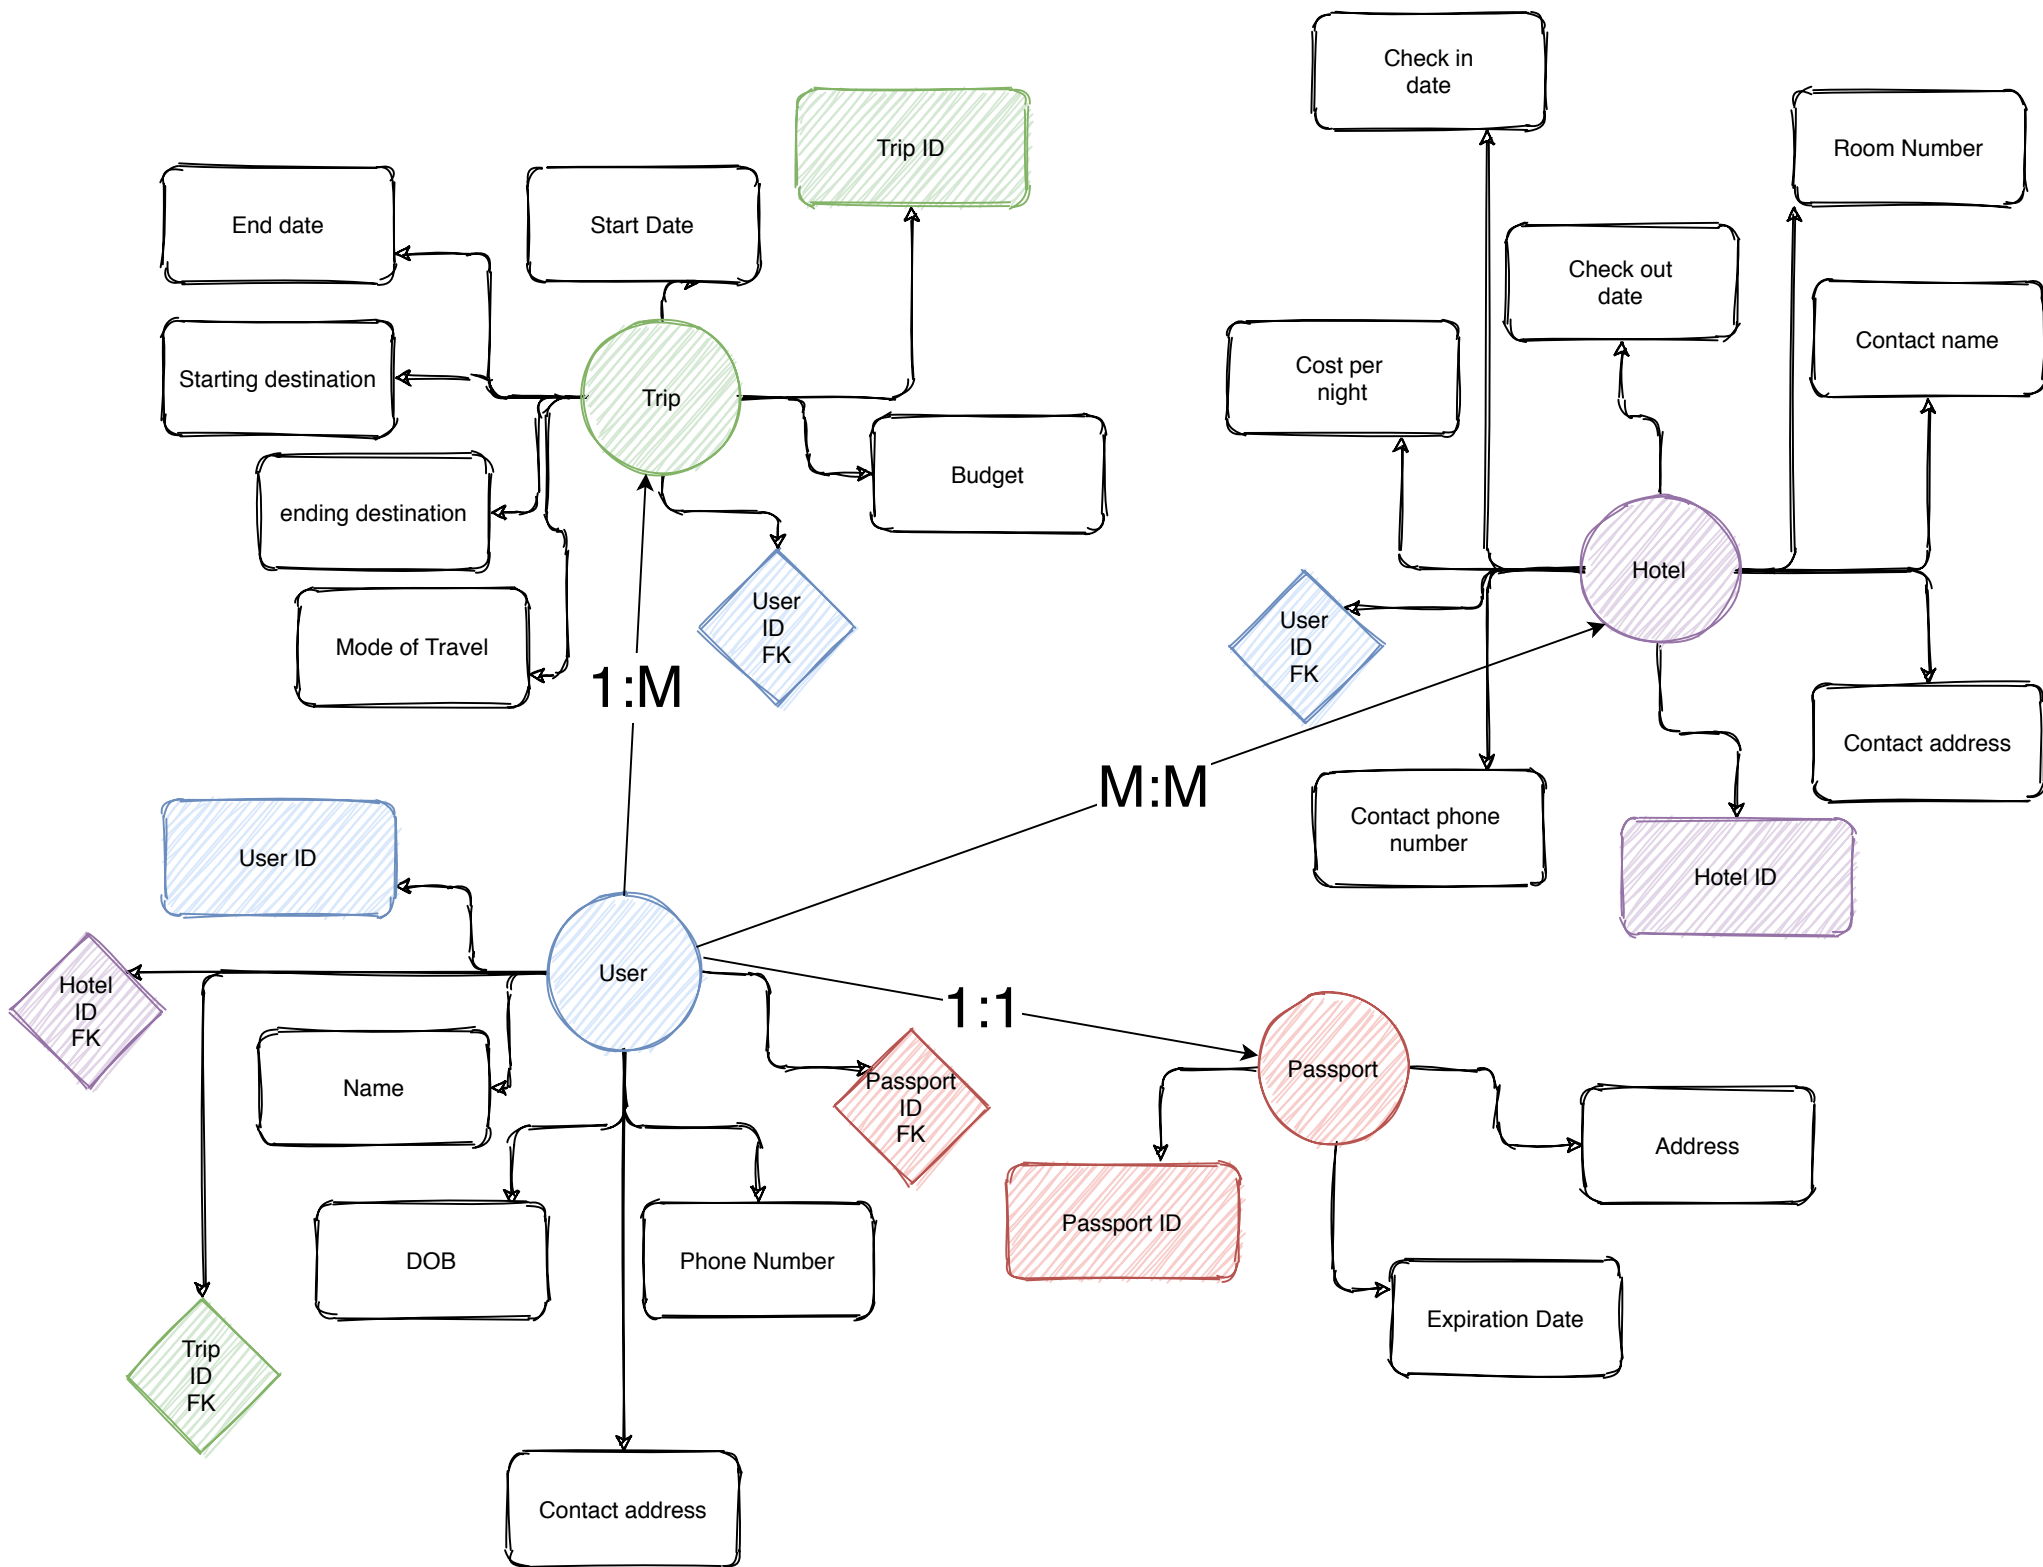 Check in
date
Trip ID
Room Number
End date
Start Date
Check out
date
Contact name
Starting destination
Trip
Cost per
night
Budget
ending destination
Hotel
User
ID
FK
User
ID
FK
Mode of Travel
1:M
Contact address
M:M
Contact phone
number
User ID
Hotel ID
Hotel
ID
FK
User
1:1
Passport
Name
Passport
ID
FK
Address
Passport ID
DOB
Phone Number
Expiration Date
Trip
ID
FK
Contact address